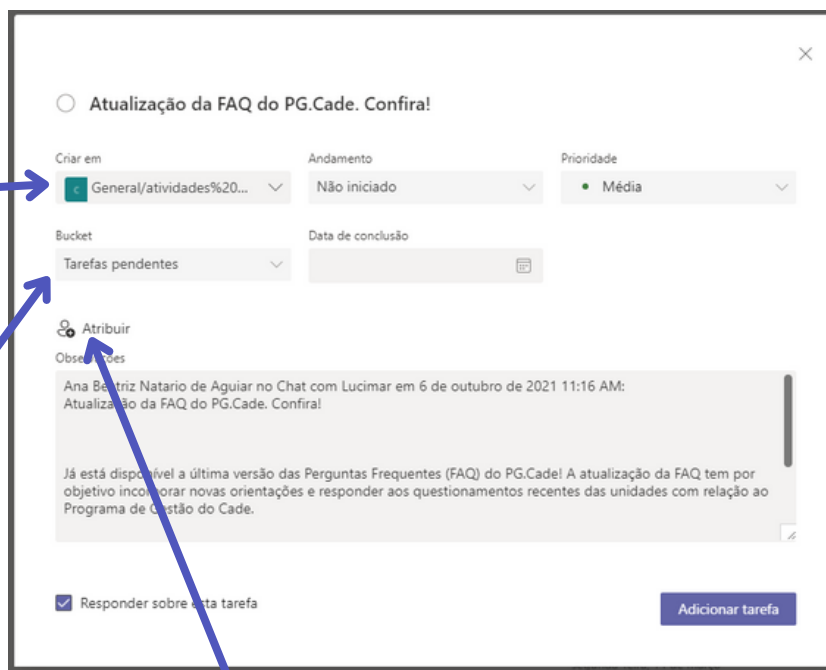 Atualização da FAQ do PG.Cade. Confira!
Criar em
Andamento
Prioridade
c General/atividades%20...
Não iniciado
Média
Bucket
Data de conclusão
Tarefas pendentes
Atribuir
Observações
Ana Beatriz Natario de Aguiar no Chat com Lucimar em 6 de outubro de 2021 11:16 AM:
Atualização da FAQ do PG.Cade. Confira!
Já está disponível a última versão das Perguntas Frequentes (FAQ) do PG.Cade! A atualização da FAQ tem por
objetivo incorporar novas orientações e responder aos questionamentos recentes das unidades com relação ao
Programa de Gestão do Cade.
Responder sobre esta tarefa
Adicionar tarefa